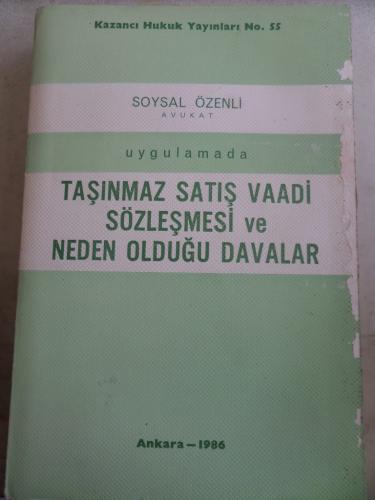 Kazancı Hukuk Yayınları No. 55
SOYSAL ÖZENLİ
AVUKAT
uygulamada
TAŞINMAZ SATIŞ VAADİ
SÖZLEŞMESİ ve
NEDEN OLDUĞU DAVALAR
Ankara—1986